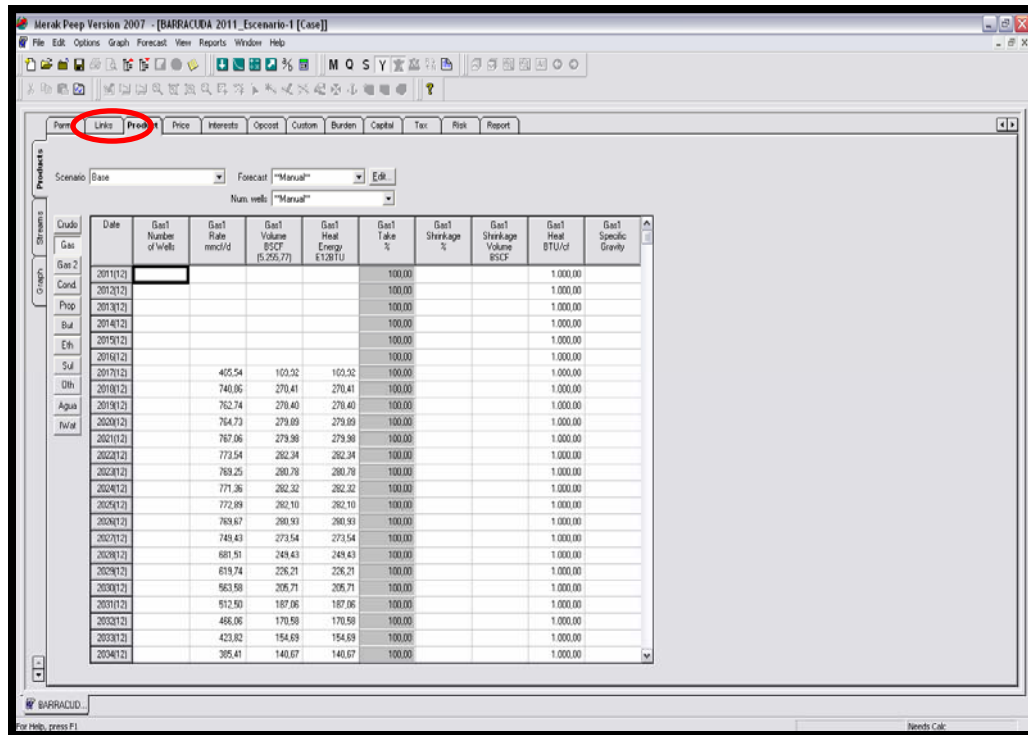 Merak Peep Version 2007 - [BARRACUDA 2011_Escenario-1 [Case]]
File Edit Options Graph Forecast View Reports Window Help
M Q S Y
Links Product Price Interests Opcost Custom Burden Capital Tax Risk Report
Products
Streams
Graph
Scenario Base Forecast "Manual" Edit...
Num. wells "Manual"
Crudo
Gas
Gas 2
Cond.
Prop
But
Eth
Sul
Oth
Agua
IWat
Date Gas1 Number of Wells Gas1 Rate mmcf/d Gas1 Volume BSCF (5.255,77) Gas1 Heat Energy E12BTU Gas1 Take % Gas1 Shrinkage % Gas1 Shrinkage Volume BSCF Gas1 Heat BTU/cf Gas1 Specific Gravity
2011(12) 100,00 1.000,00
2012(12) 100,00 1.000,00
2013(12) 100,00 1.000,00
2014(12) 100,00 1.000,00
2015(12) 100,00 1.000,00
2016(12) 100,00 1.000,00
2017(12) 100,00 1.000,00
2018(12) 740,86 270,41 270,41 100,00 1.000,00
2019(12) 762,74 278,40 278,40 100,00 1.000,00
2020(12) 764,73 279,89 279,89 100,00 1.000,00
2021(12) 767,06 279,98 279,98 100,00 1.000,00
2022(12) 773,54 282,34 282,34 100,00 1.000,00
2023(12) 769,25 280,78 280,78 100,00 1.000,00
2024(12) 771,36 282,32 282,32 100,00 1.000,00
2025(12) 772,89 282,10 282,10 100,00 1.000,00
2026(12) 769,67 280,93 280,93 100,00 1.000,00
2027(12) 749,43 273,54 273,54 100,00 1.000,00
2028(12) 681,51 249,43 249,43 100,00 1.000,00
2029(12) 619,74 226,21 226,21 100,00 1.000,00
2030(12) 563,58 205,71 205,71 100,00 1.000,00
2031(12) 512,50 187,06 187,06 100,00 1.000,00
2032(12) 466,06 170,58 170,58 100,00 1.000,00
2033(12) 423,82 154,69 154,69 100,00 1.000,00
2034(12) 385,41 140,67 140,67 100,00 1.000,00
BARRACUD...
For Help, press F1 Needs Calc